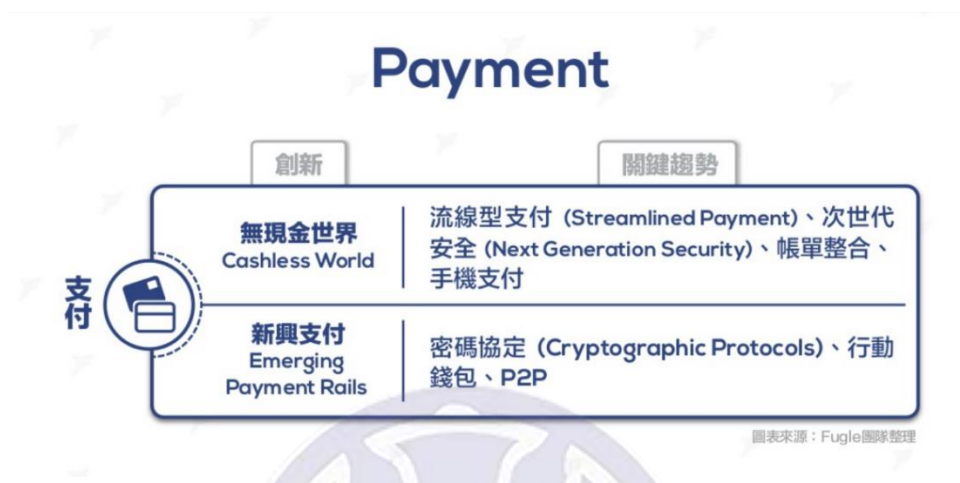 Payment
創新
關鍵趨勢
支付
無現金世界
Cashless World
流線型支付 (Streamlined Payment)、次世代
安全 (Next Generation Security)、帳單整合、
手機支付
新興支付
Emerging
Payment Rails
密碼協定 (Cryptographic Protocols)、行動
錢包、P2P
圖表來源：Fugle團隊整理